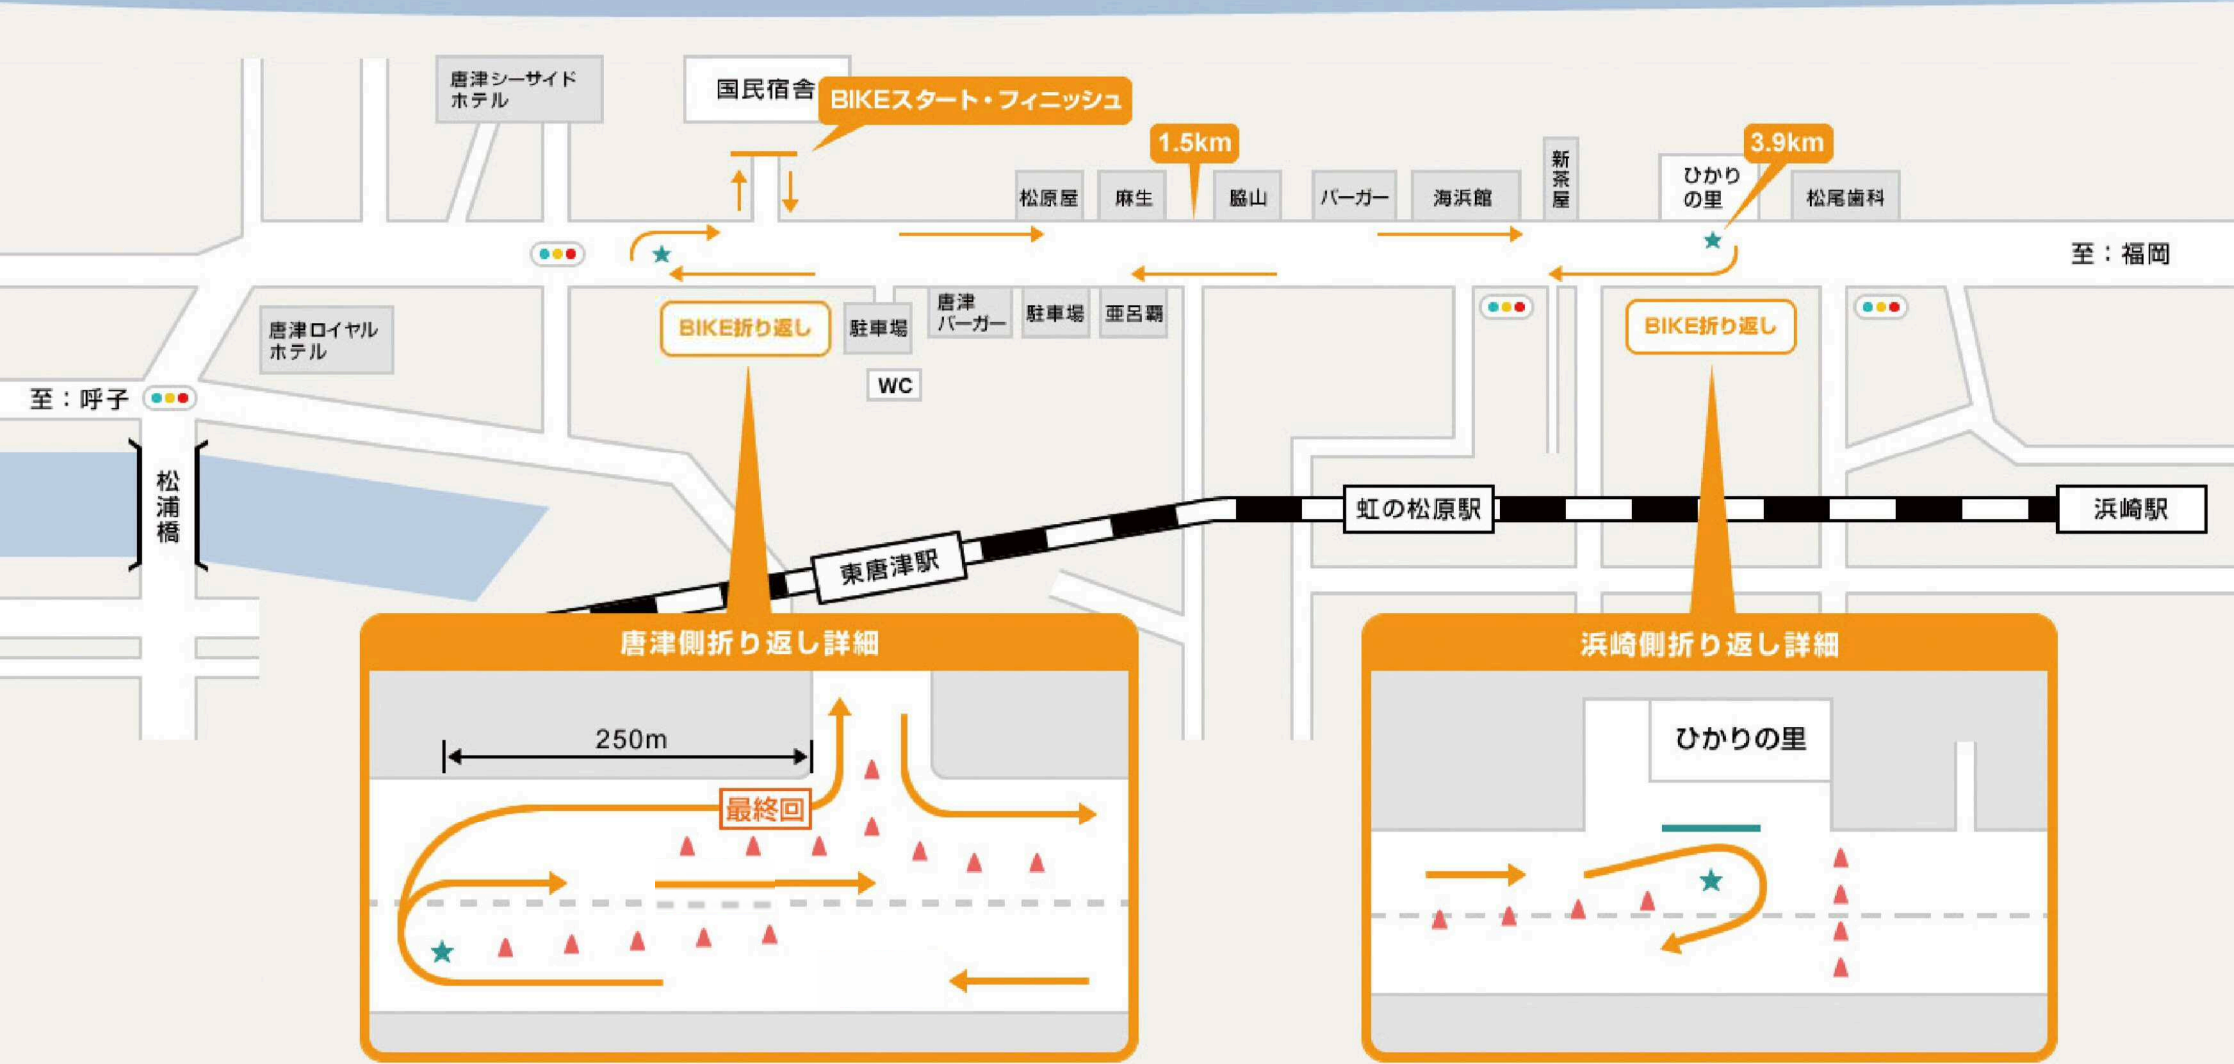 唐津シーサイド
ホテル
国民宿舎
BIKEスタート・フィニッシュ
1.5km
3.9km
松原屋
麻生
脇山
バーガー
海浜館
新茶屋
ひかり
の里
松尾歯科
至：福岡
唐津ロイヤル
ホテル
BIKE折り返し
駐車場
唐津
バーガー
駐車場
亜呂覇
BIKE折り返し
WC
至：呼子
松浦橋
東唐津駅
虹の松原駅
浜崎駅
唐津側折り返し詳細
250m
最終回
浜崎側折り返し詳細
ひかりの里